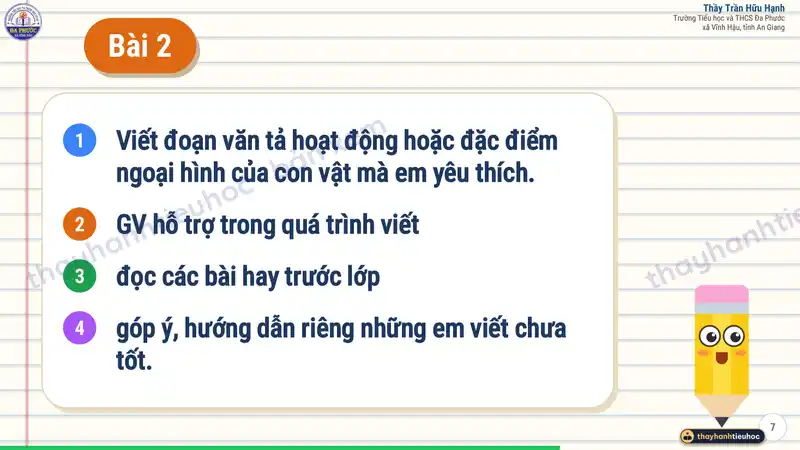 Thầy Trần Hữu Hạnh
Trường Tiểu học và THCS Đa Phước
xã Vĩnh Hậu, tỉnh An Giang
ĐA PHƯỚC
Bài 2
1 Viết đoạn văn tả hoạt động hoặc đặc điểm
ngoại hình của con vật mà em yêu thích.
2 GV hỗ trợ trong quá trình viết
3 đọc các bài hay trước lớp
4 góp ý, hướng dẫn riêng những em viết chưa
tốt.
7
thayhanhtieuhoc